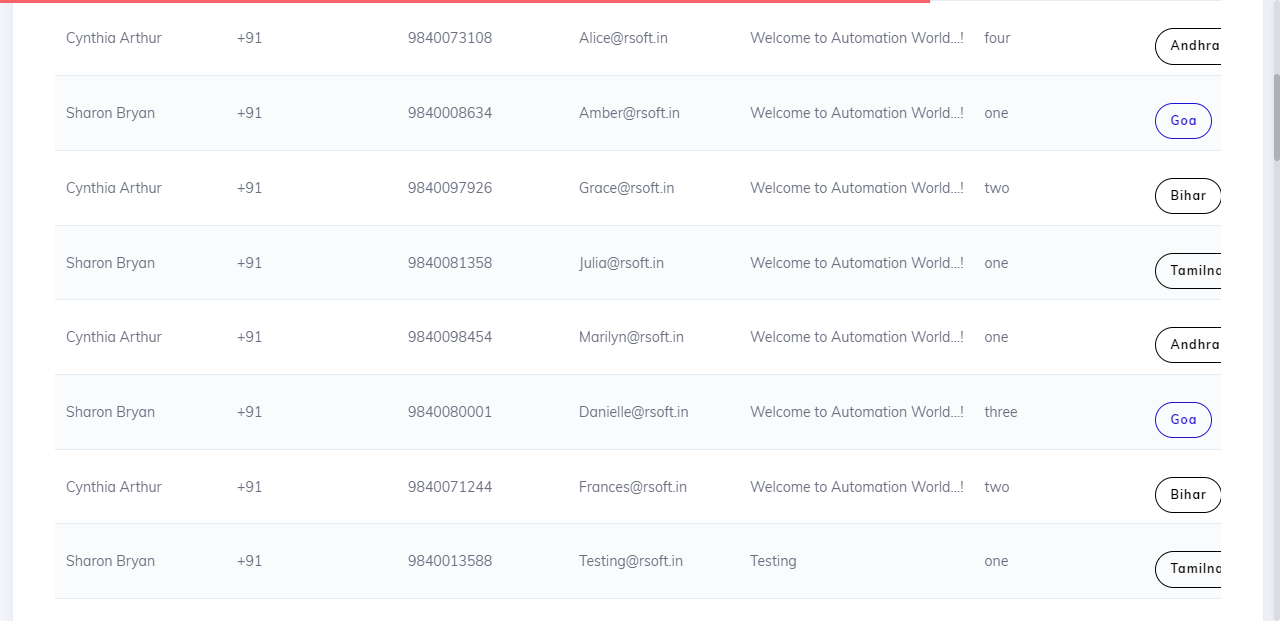 Cynthia Arthur +91 9840073108 Alice@rsoft.in Welcome to Automation World...! four Andhra
Sharon Bryan +91 9840008634 Amber@rsoft.in Welcome to Automation World...! one Goa
Cynthia Arthur +91 9840097926 Grace@rsoft.in Welcome to Automation World...! two Bihar
Sharon Bryan +91 9840081358 Julia@rsoft.in Welcome to Automation World...! one Tamilna
Cynthia Arthur +91 9840098454 Marilyn@rsoft.in Welcome to Automation World...! one Andhra
Sharon Bryan +91 9840080001 Danielle@rsoft.in Welcome to Automation World...! three Goa
Cynthia Arthur +91 9840071244 Frances@rsoft.in Welcome to Automation World...! two Bihar
Sharon Bryan +91 9840013588 Testing@rsoft.in Testing one Tamilna